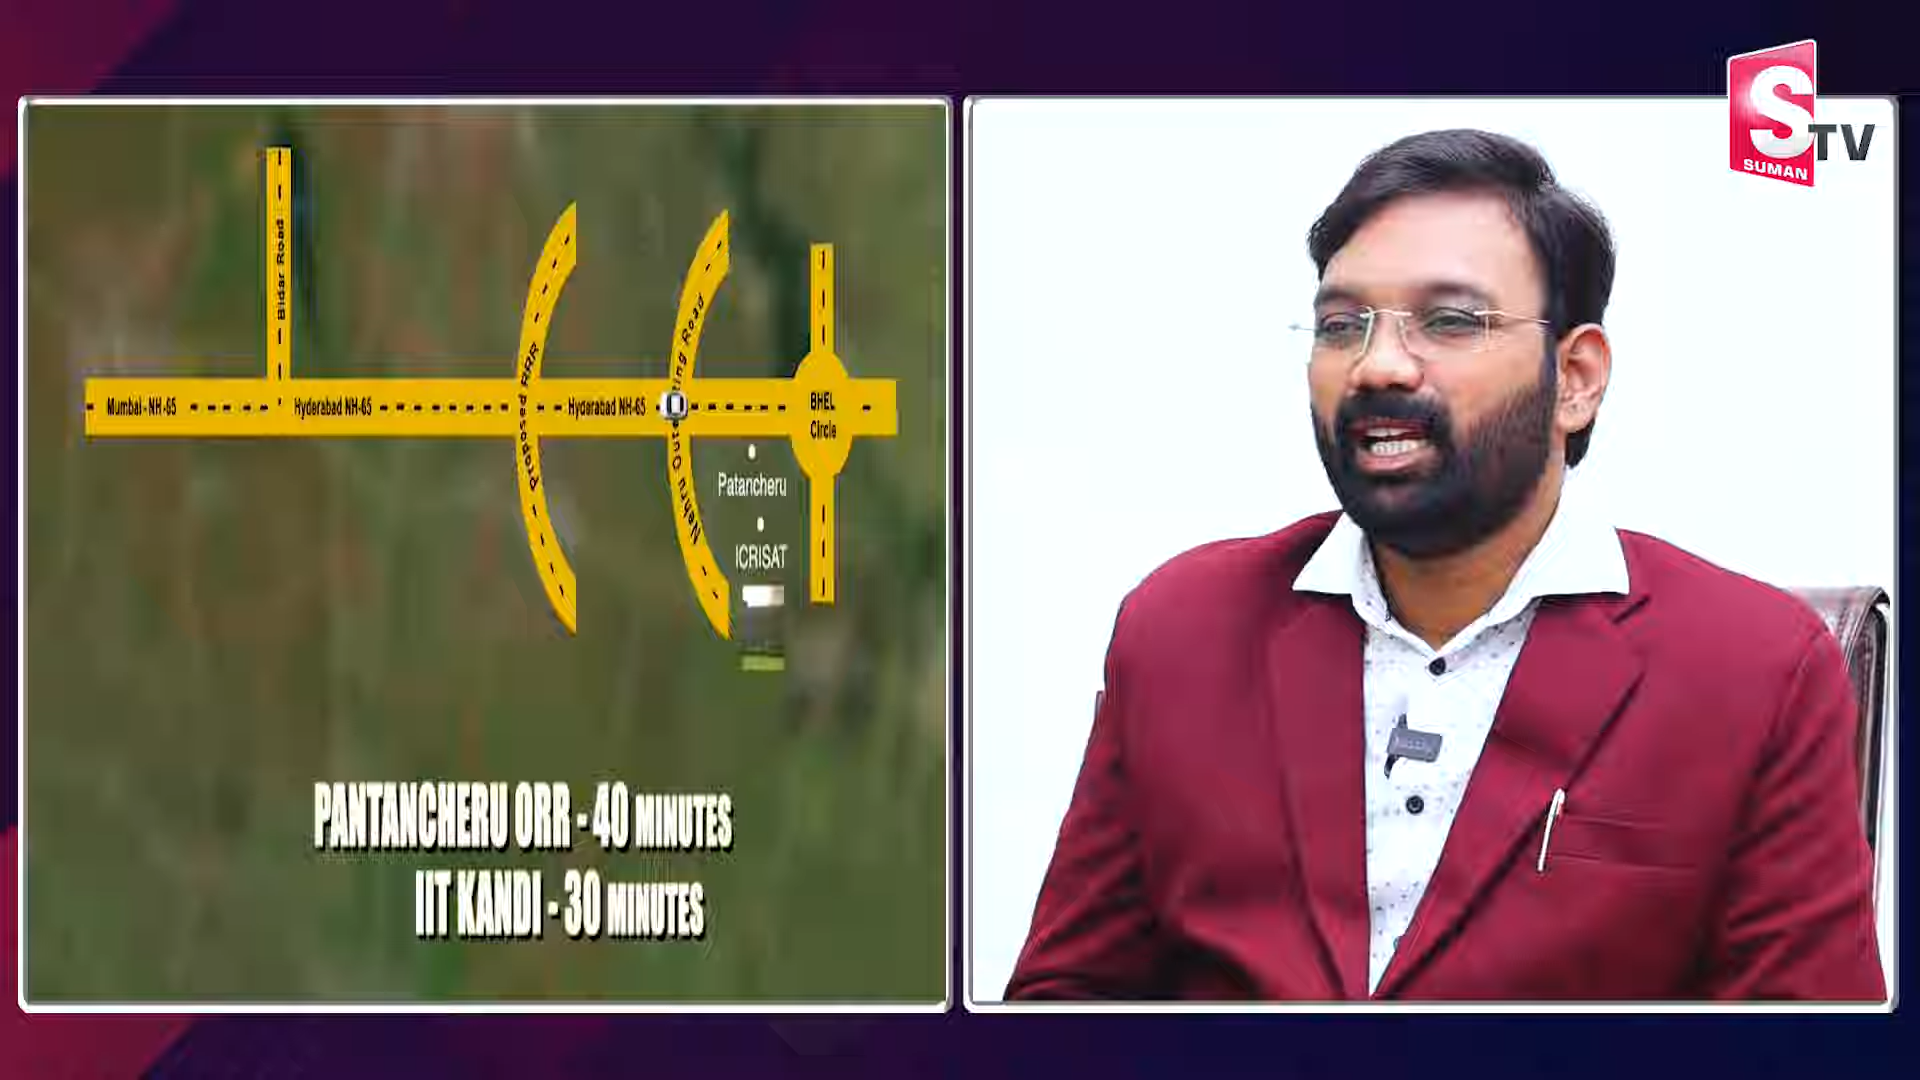 S
TV
SUMAN
Bidar Road
Mumbai - NH -65
Hyderabad NH-65
Proposed RRR
Hyderabad NH-65
Nehru Outer Ring Road
BHEL
Circle
Patancheru
ICRISAT
PANTANCHERU ORR - 40 MINUTES
IIT KANDI - 30 MINUTES